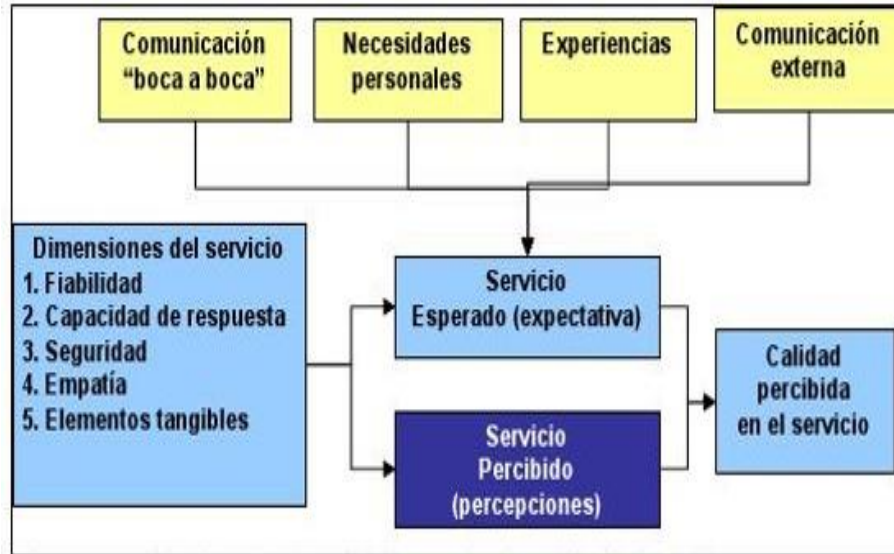 Comunicación
“boca a boca”
Necesidades
personales
Experiencias
Comunicación
externa
Dimensiones del servicio
1. Fiabilidad
2. Capacidad de respuesta
3. Seguridad
4. Empatía
5. Elementos tangibles
Servicio
Esperado (expectativa)
Servicio
Percibido
(percepciones)
Calidad
percibida
en el servicio